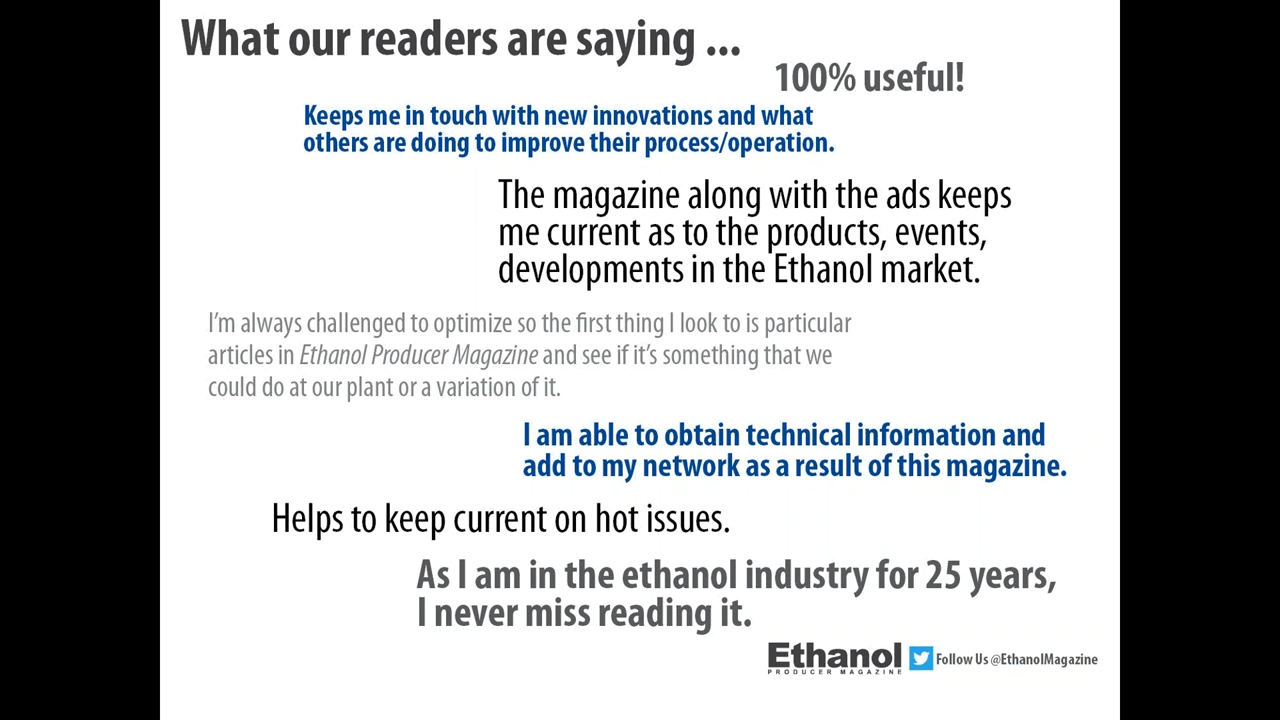 What our readers are saying ...
100% useful!
Keeps me in touch with new innovations and what
others are doing to improve their process/operation.
The magazine along with the ads keeps
me current as to the products, events,
developments in the Ethanol market.
I'm always challenged to optimize so the first thing I look to is particular
articles in Ethanol Producer Magazine and see if it's something that we
could do at our plant or a variation of it.
I am able to obtain technical information and
add to my network as a result of this magazine.
Helps to keep current on hot issues.
As I am in the ethanol industry for 25 years,
I never miss reading it.
Ethanol
PRODUCER MAGAZINE
Follow Us @EthanolMagazine